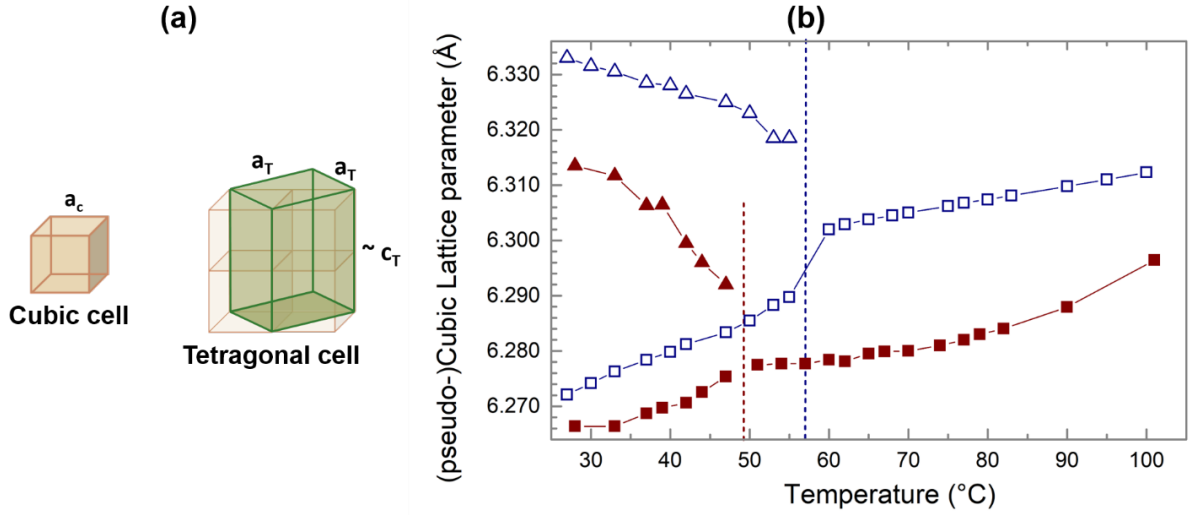 (a)
(b)
a_c
Cubic cell
a_T
a_T
~ c_T
Tetragonal cell
(pseudo-)Cubic Lattice parameter (Å)
6.330
6.320
6.310
6.300
6.290
6.280
6.270
30 40 50 60 70 80 90 100
Temperature (°C)